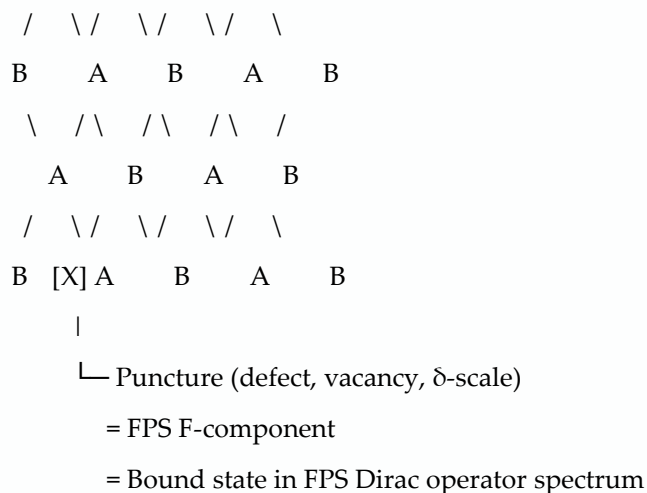 / \ / \ / \ / \
B A B A B
\ / \ / \ / \ /
A B A B
/ \ / \ / \ / \
B [X] A B A B
|
└─ Puncture (defect, vacancy, δ-scale)
= FPS F-component
= Bound state in FPS Dirac operator spectrum